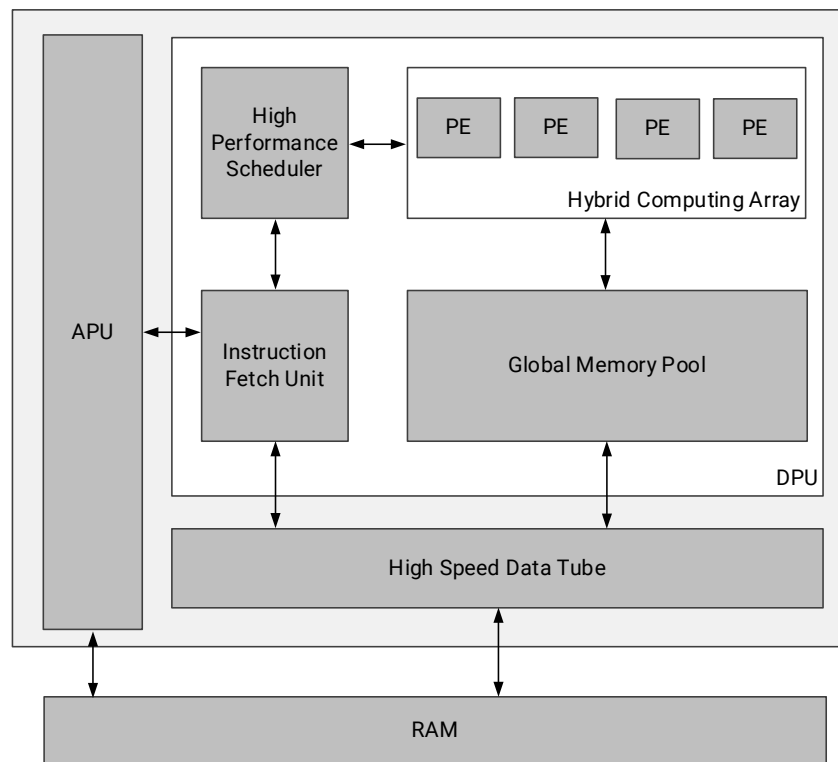 High
Performance
Scheduler
PE
PE
PE
PE
Hybrid Computing Array
APU
Instruction
Fetch Unit
Global Memory Pool
DPU
High Speed Data Tube
RAM